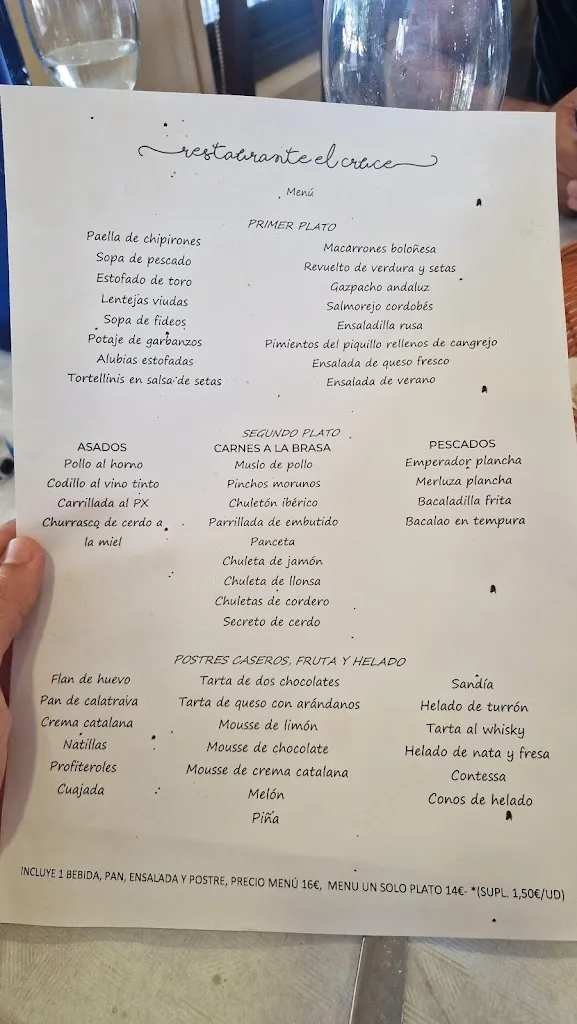 restaurante el cruce
Menú
PRIMER PLATO
Paella de chipirones
Sopa de pescado
Estofado de toro
Lentejas viudas
Sopa de fideos
Potaje de garbanzos
Alubias estofadas
Tortellinis en salsa de setas
Macarrones boloñesa
Revuelto de verdura y setas
Gazpacho andaluz
Salmorejo cordobés
Ensaladilla rusa
Pimientos del piquillo rellenos de cangrejo
Ensalada de queso fresco
Ensalada de verano
SEGUNDO PLATO
ASADOS
Pollo al horno
Codillo al vino tinto
Carrillada al PX
Churrasco de cerdo a
la miel
CARNES A LA BRASA
Muslo de pollo
Pinchos morunos
Chuletón ibérico
Parrillada de embutido
Panceta
Chuleta de jamón
Chuleta de llonsa
Chuletas de cordero
Secreto de cerdo
PESCADOS
Emperador plancha
Merluza plancha
Bacaladilla frita
Bacalao en tempura
POSTRES CASEROS, FRUTA Y HELADO
Flan de huevo
Pan de calatrava
Crema catalana
Natillas
Profiteroles
Cuajada
Tarta de dos chocolates
Tarta de queso con arándanos
Mousse de limón
Mousse de chocolate
Mousse de crema catalana
Melón
Piña
Sandía
Helado de turrón
Tarta al whisky
Helado de nata y fresa
Contessa
Conos de helado
INCLUYE 1 BEBIDA, PAN, ENSALADA Y POSTRE, PRECIO MENÚ 16€, MENU UN SOLO PLATO 14€- *(SUPL. 1,50€/UD)